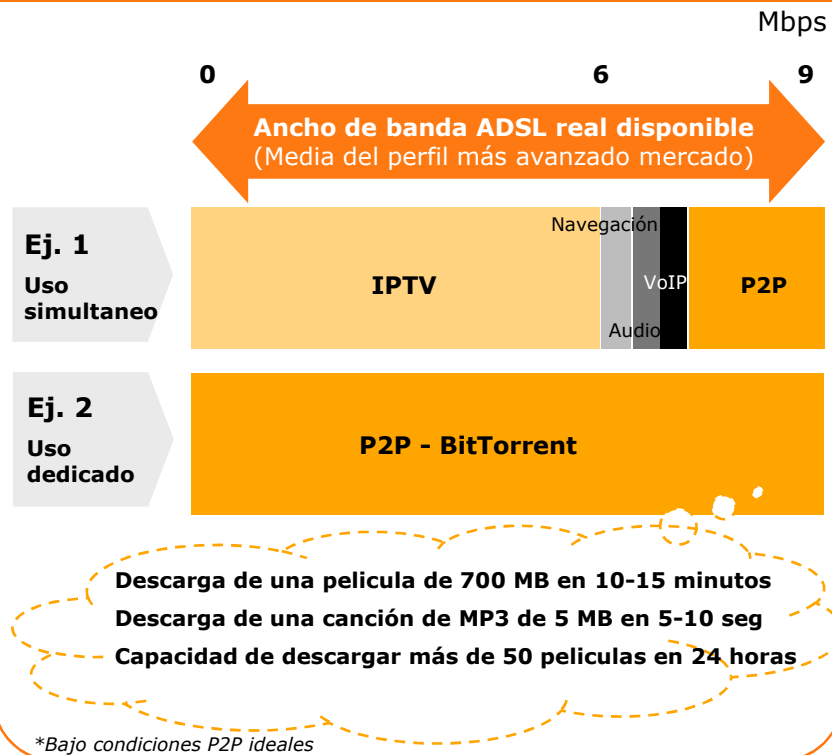 Mbps
0 6 9
Ancho de banda ADSL real disponible
(Media del perfil más avanzado mercado)
Ej. 1
Uso
simultaneo
IPTV
Navegación
Audio
VoIP
P2P
Ej. 2
Uso
dedicado
P2P - BitTorrent
Descarga de una pelicula de 700 MB en 10-15 minutos
Descarga de una canción de MP3 de 5 MB en 5-10 seg
Capacidad de descargar más de 50 peliculas en 24 horas
*Bajo condiciones P2P ideales